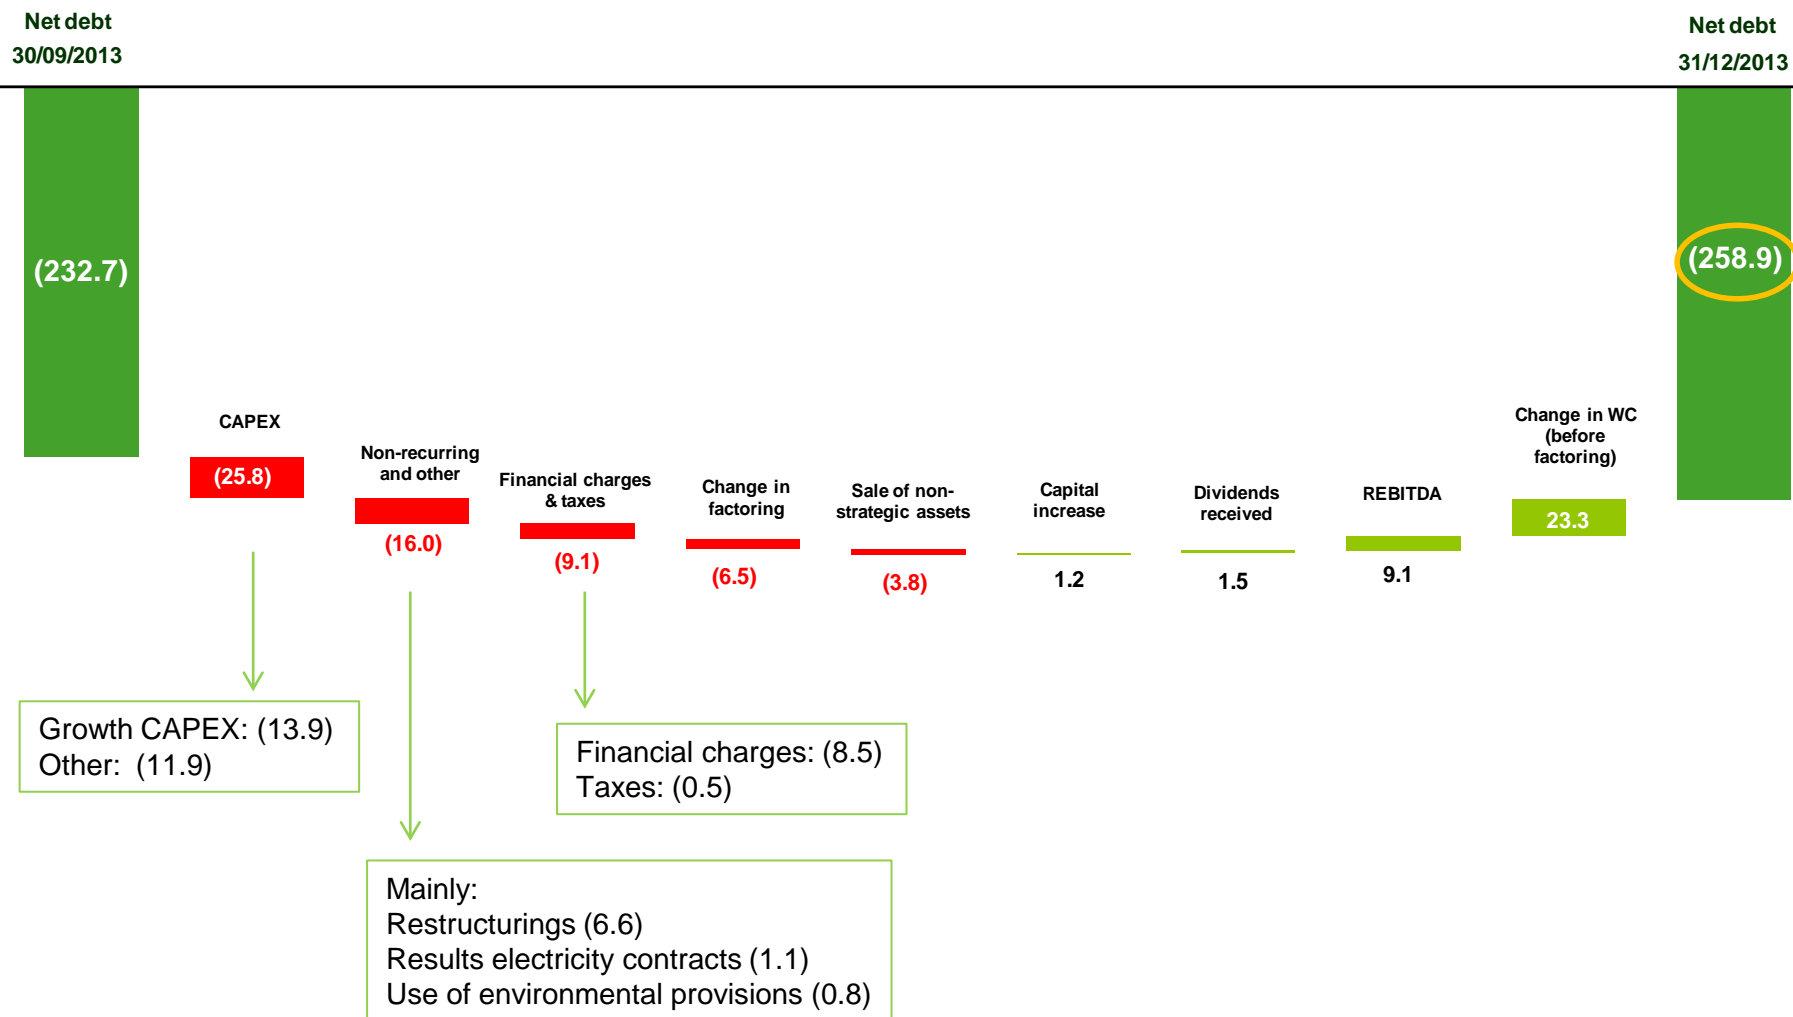 Net debt
30/09/2013
Net debt
31/12/2013
(232.7)
(258.9)
CAPEX
(25.8)
Non-recurring
and other
(16.0)
Financial charges
& taxes
(9.1)
Change in
factoring
(6.5)
Sale of non-
strategic assets
(3.8)
Capital
increase
1.2
Dividends
received
1.5
REBITDA
9.1
Change in WC
(before
factoring)
23.3
Growth CAPEX: (13.9)
Other: (11.9)
Financial charges: (8.5)
Taxes: (0.5)
Mainly:
Restructurings (6.6)
Results electricity contracts (1.1)
Use of environmental provisions (0.8)